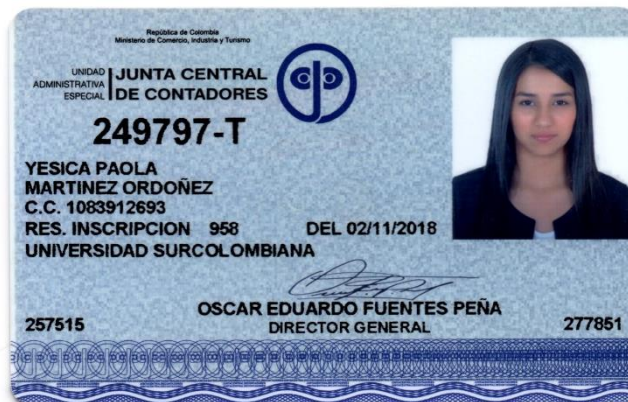 República de Colombia
Ministerio de Comercio, Industria y Turismo
UNIDAD
ADMINISTRATIVA
ESPECIAL
JUNTA CENTRAL
DE CONTADORES
249797-T
YESICA PAOLA
MARTINEZ ORDOÑEZ
C.C. 1083912693
RES. INSCRIPCION 958 DEL 02/11/2018
UNIVERSIDAD SURCOLOMBIANA
OSCAR EDUARDO FUENTES PEÑA
257515 DIRECTOR GENERAL 277851